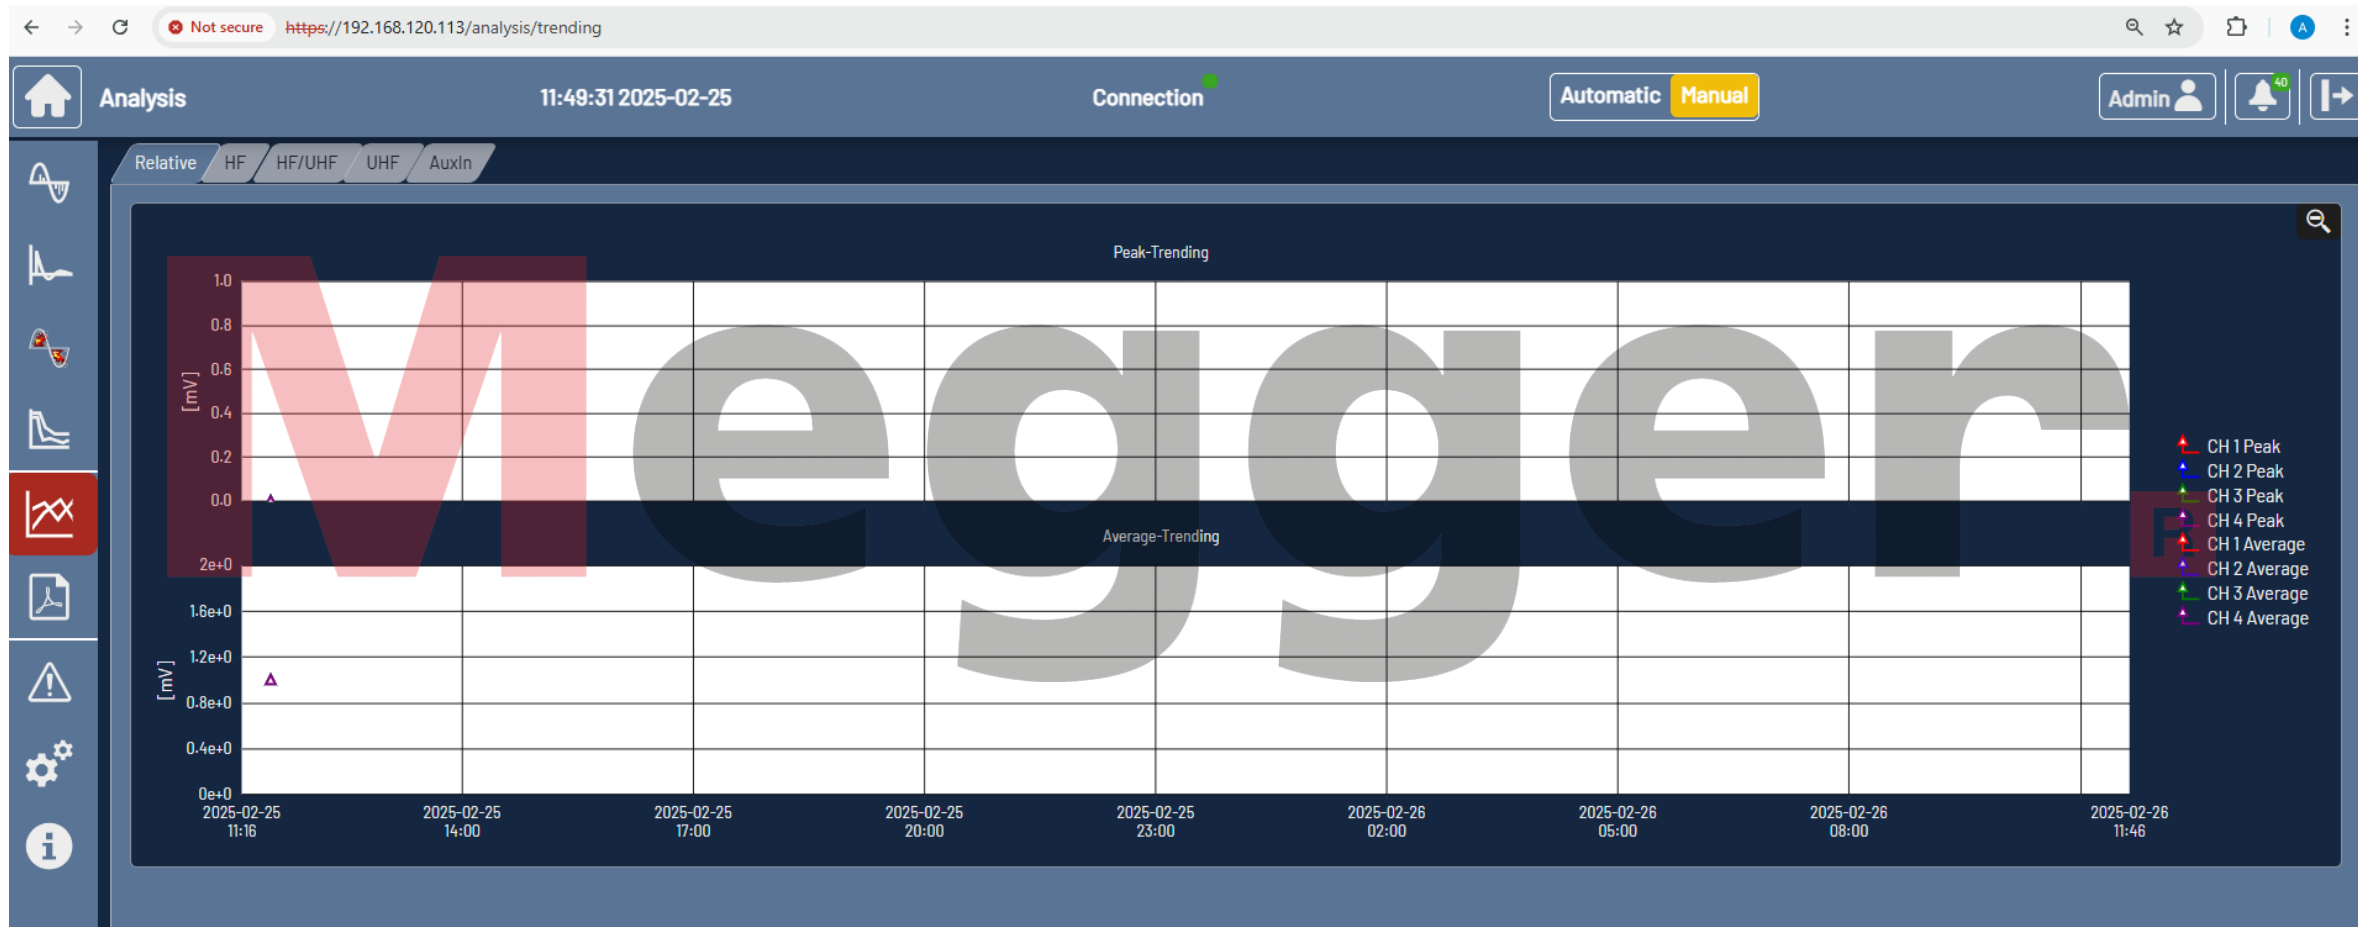 Not secure https://192.168.120.113/analysis/trending A
Analysis 11:49:31 2025-02-25 Connection Automatic Manual Admin 40
Relative HF HF/UHF UHF AuxIn
Peak-Trending
1.0
0.8
0.6
[mV]
0.4
0.2
0.0
Megger
R
CH 1 Peak
CH 2 Peak
CH 3 Peak
CH 4 Peak
CH 1 Average
CH 2 Average
CH 3 Average
CH 4 Average
Average-Trending
2e+0
1.6e+0
1.2e+0
[mV]
0.8e+0
0.4e+0
0e+0
2025-02-25 2025-02-25 2025-02-25 2025-02-25 2025-02-25 2025-02-26 2025-02-26 2025-02-26 2025-02-26
11:16 14:00 17:00 20:00 23:00 02:00 05:00 08:00 11:46